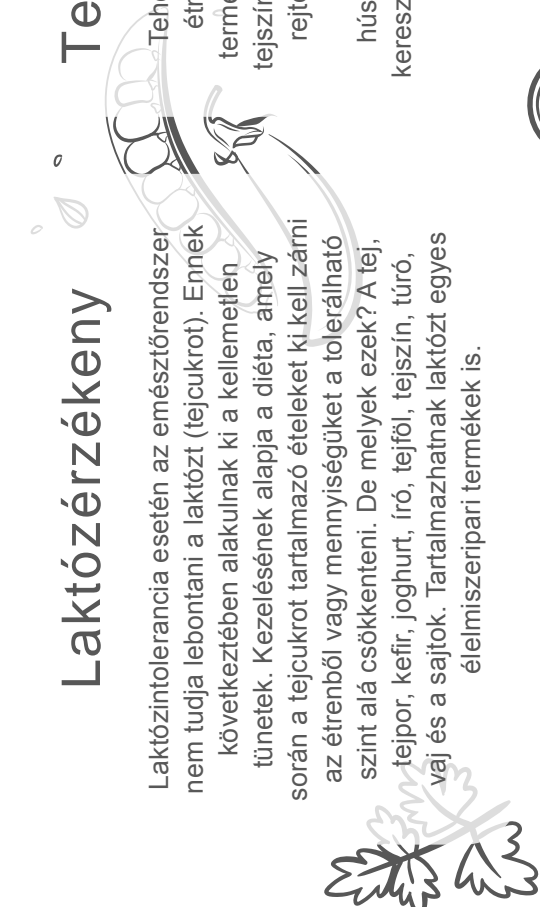 Laktózérzékeny
Laktózintolerancia esetén az emésztőrendszer
nem tudja lebontani a laktózt (tejcukrot). Ennek
következtében alakulnak ki a kellemetlen
tünetek. Kezelésének alapja a diéta, amely
során a tejcukrot tartalmazó ételeket ki kell zárni
az étrenből vagy mennyiségüket a tolerálható
szint alá csökkenteni. De melyek ezek? A tej,
tejpor, kefir, joghurt, író, tejföl, tejszín, túró,
vaj és a sajtok. Tartalmazhatnak laktózt egyes
élelmiszeripari termékek is.